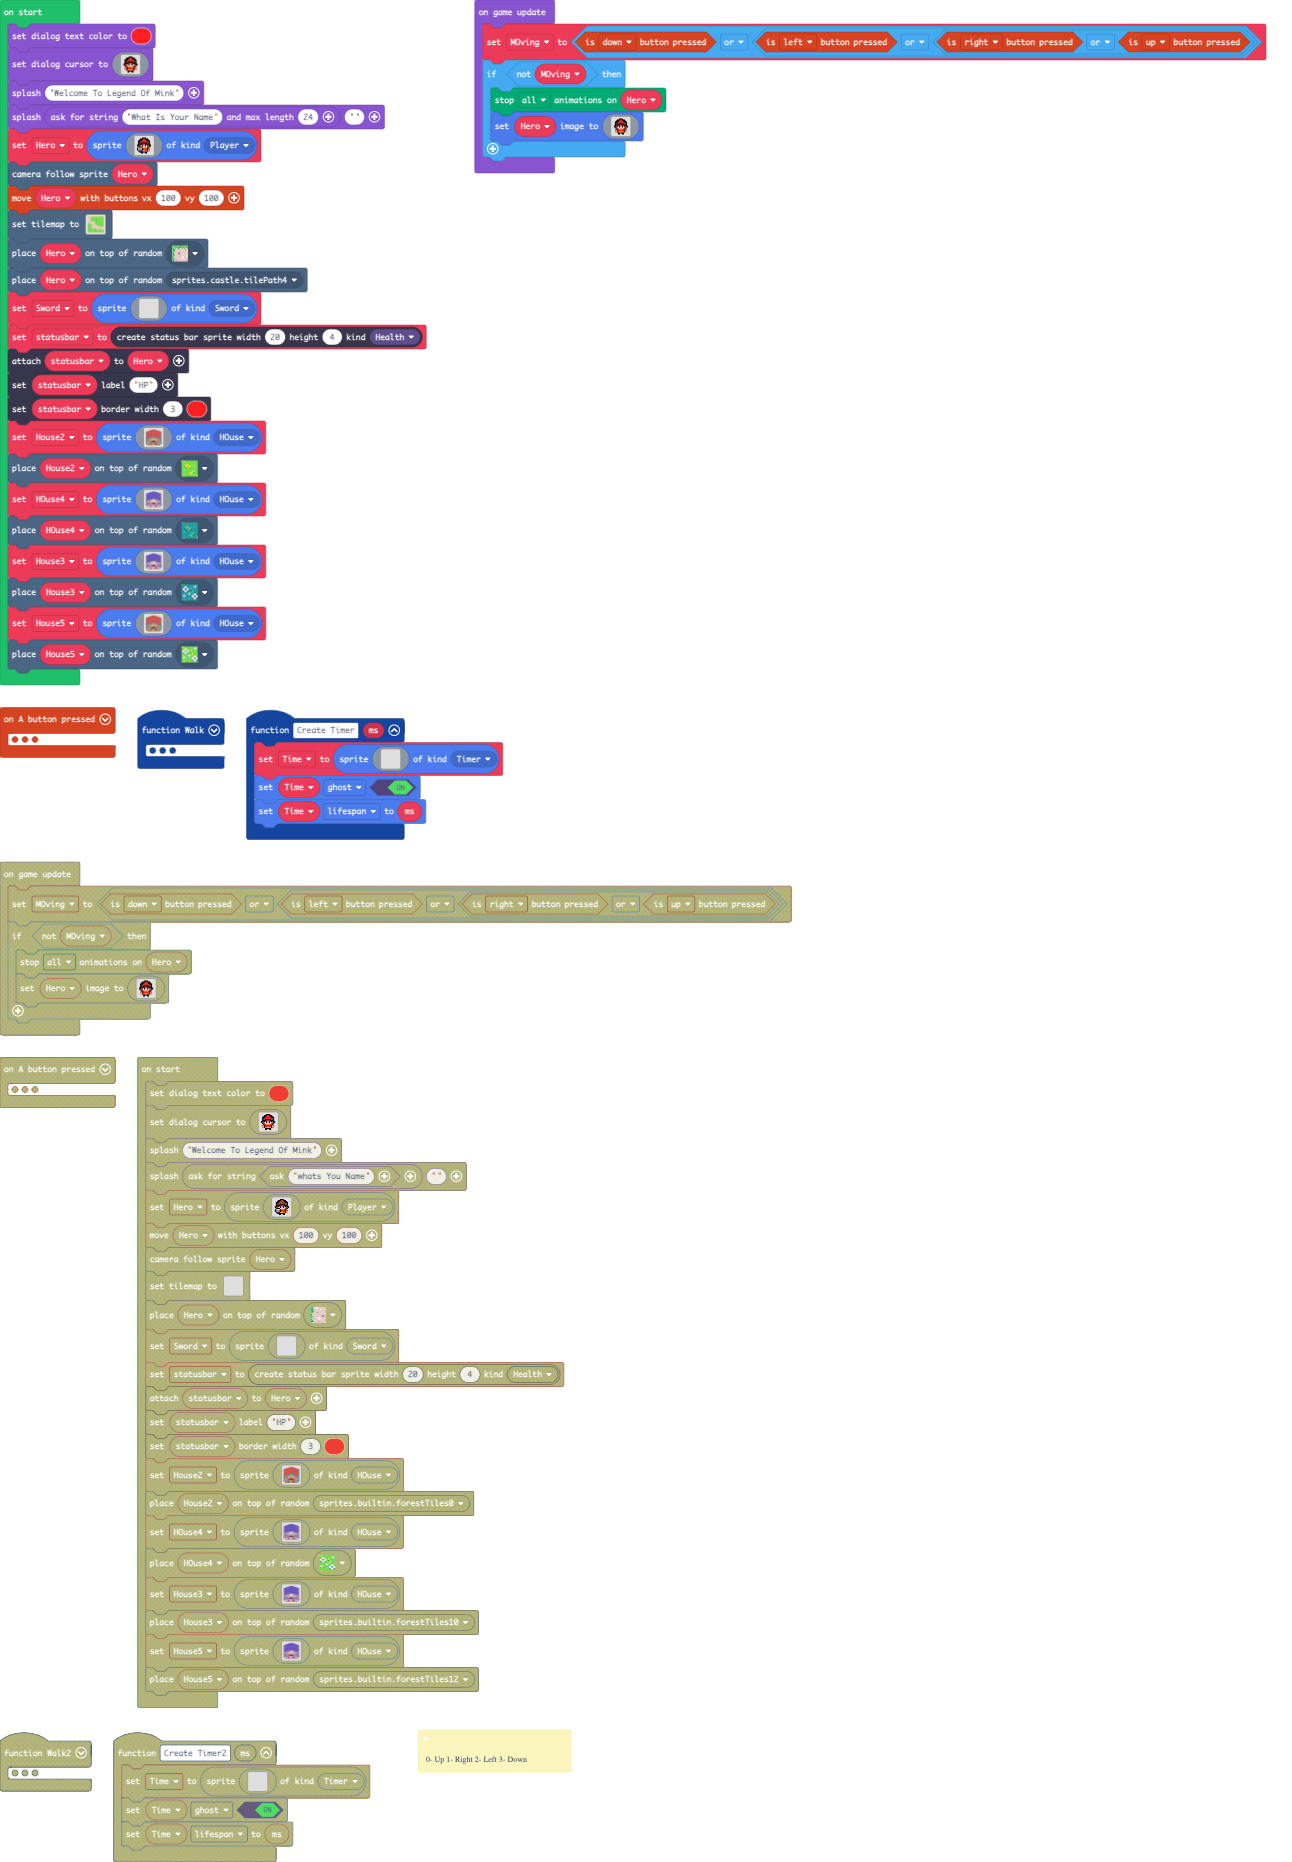 on start
set dialog text color to
set dialog cursor to
splash "Welcome To Legend Of Mink"
splash ask for string "What Is Your Name" and max length 24 ""
set Hero to sprite of kind Player
camera follow sprite Hero
move Hero with buttons vx 100 vy 100
set tilemap to
place Hero on top of random
place Hero on top of random sprites.castle.tilePath4
set Sword to sprite of kind Sword
set statusbar to create status bar sprite width 20 height 4 kind Health
attach statusbar to Hero
set statusbar label "HP"
set statusbar border width 3
set House2 to sprite of kind HOuse
place House2 on top of random
set HOuse4 to sprite of kind HOuse
place HOuse4 on top of random
set House3 to sprite of kind HOuse
place House3 on top of random
set House5 to sprite of kind HOuse
place House5 on top of random
on game update
set MOving to is down button pressed or is left button pressed or is right button pressed or is up button pressed
if not MOving then
stop all animations on Hero
set Hero image to
on A button pressed
function Walk
function Create Timer ms
set Time to sprite of kind Timer
set Time ghost ON
set Time lifespan to ms
on game update
set MOving to is down button pressed or is left button pressed or is right button pressed or is up button pressed
if not MOving then
stop all animations on Hero
set Hero image to
on A button pressed
on start
set dialog text color to
set dialog cursor to
splash "Welcome To Legend Of Mink"
splash ask for string ask "whats You Name" ""
set Hero to sprite of kind Player
move Hero with buttons vx 100 vy 100
camera follow sprite Hero
set tilemap to
place Hero on top of random
set Sword to sprite of kind Sword
set statusbar to create status bar sprite width 20 height 4 kind Health
attach statusbar to Hero
set statusbar label "HP"
set statusbar border width 3
set House2 to sprite of kind HOuse
place House2 on top of random sprites.builtin.forestTiles0
set HOuse4 to sprite of kind HOuse
place HOuse4 on top of random
set House3 to sprite of kind HOuse
place House3 on top of random sprites.builtin.forestTiles10
set House5 to sprite of kind HOuse
place House5 on top of random sprites.builtin.forestTiles12
function Walk2
function Create Timer2 ms
set Time to sprite of kind Timer
set Time ghost ON
set Time lifespan to ms
0- Up 1- Right 2- Left 3- Down